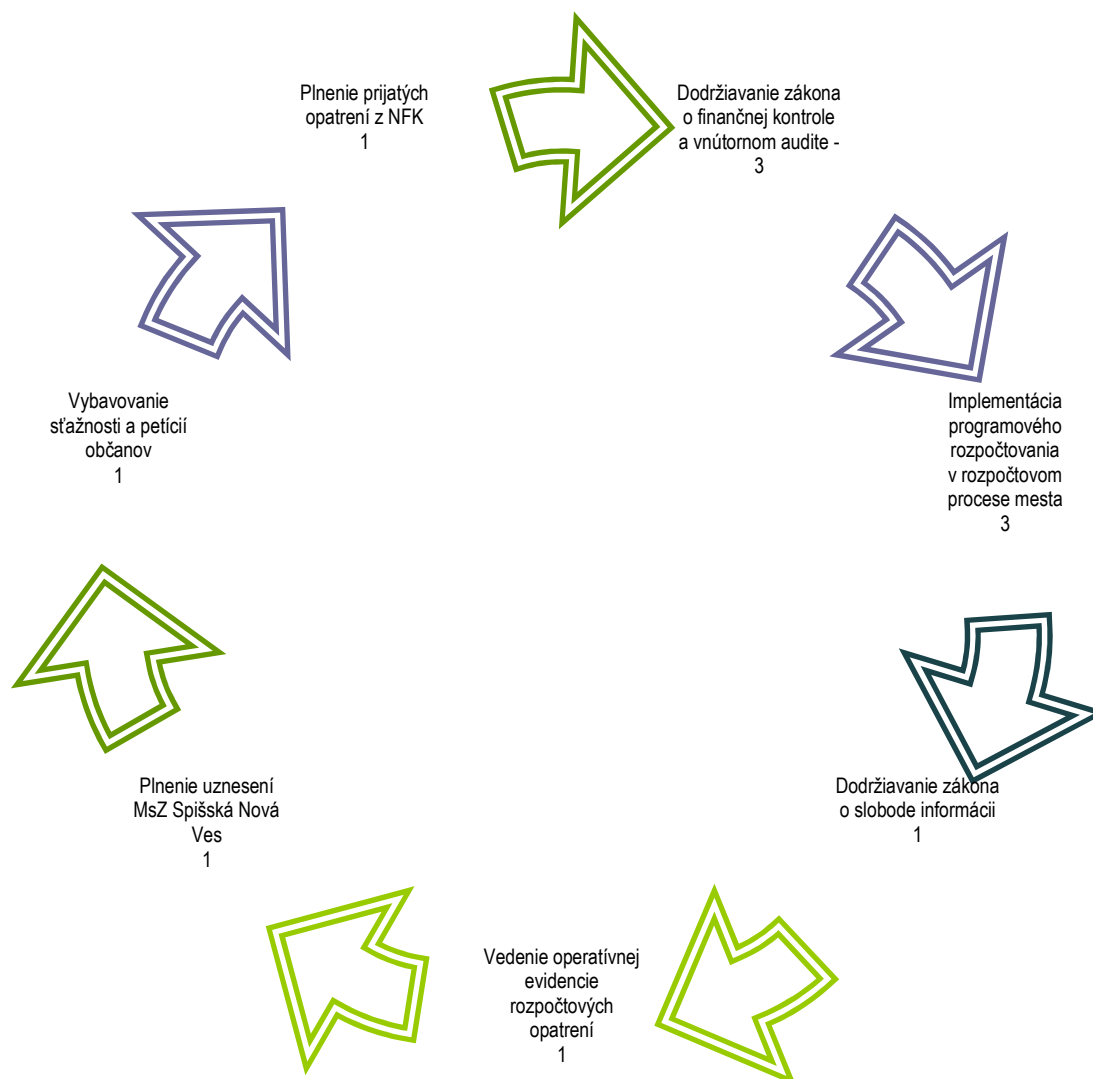 Plnenie prijatých
opatrení z NFK
1
Dodržiavanie zákona
o finančnej kontrole
a vnútornom audite -
3
Implementácia
programového
rozpočtovania
v rozpočtovom
procese mesta
3
Dodržiavanie zákona
o slobode informácii
1
Vedenie operatívnej
evidencie
rozpočtových
opatrení
1
Plnenie uznesení
MsZ Spišská Nová
Ves
1
Vybavovanie
sťažnosti a petícií
občanov
1